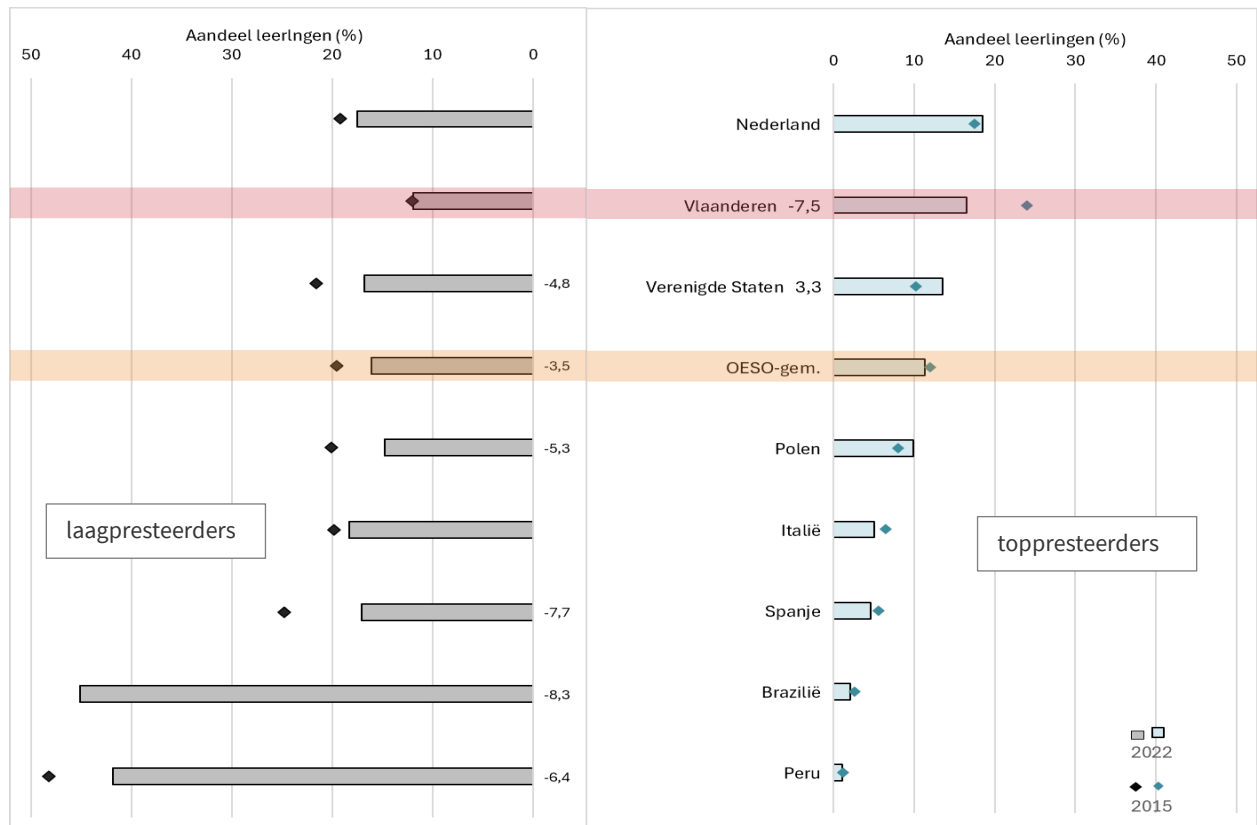 Aandeel leerlngen (%)
50 40 30 20 10 0
-4,8
-3,5
-5,3
-7,7
-8,3
-6,4
laagpresteerders
Aandeel leerlingen (%)
0 10 20 30 40 50
Nederland
Vlaanderen -7,5
Verenigde Staten 3,3
OESO-gem.
Polen
Italië
Spanje
Brazilië
Peru
toppresteerders
2022
2015